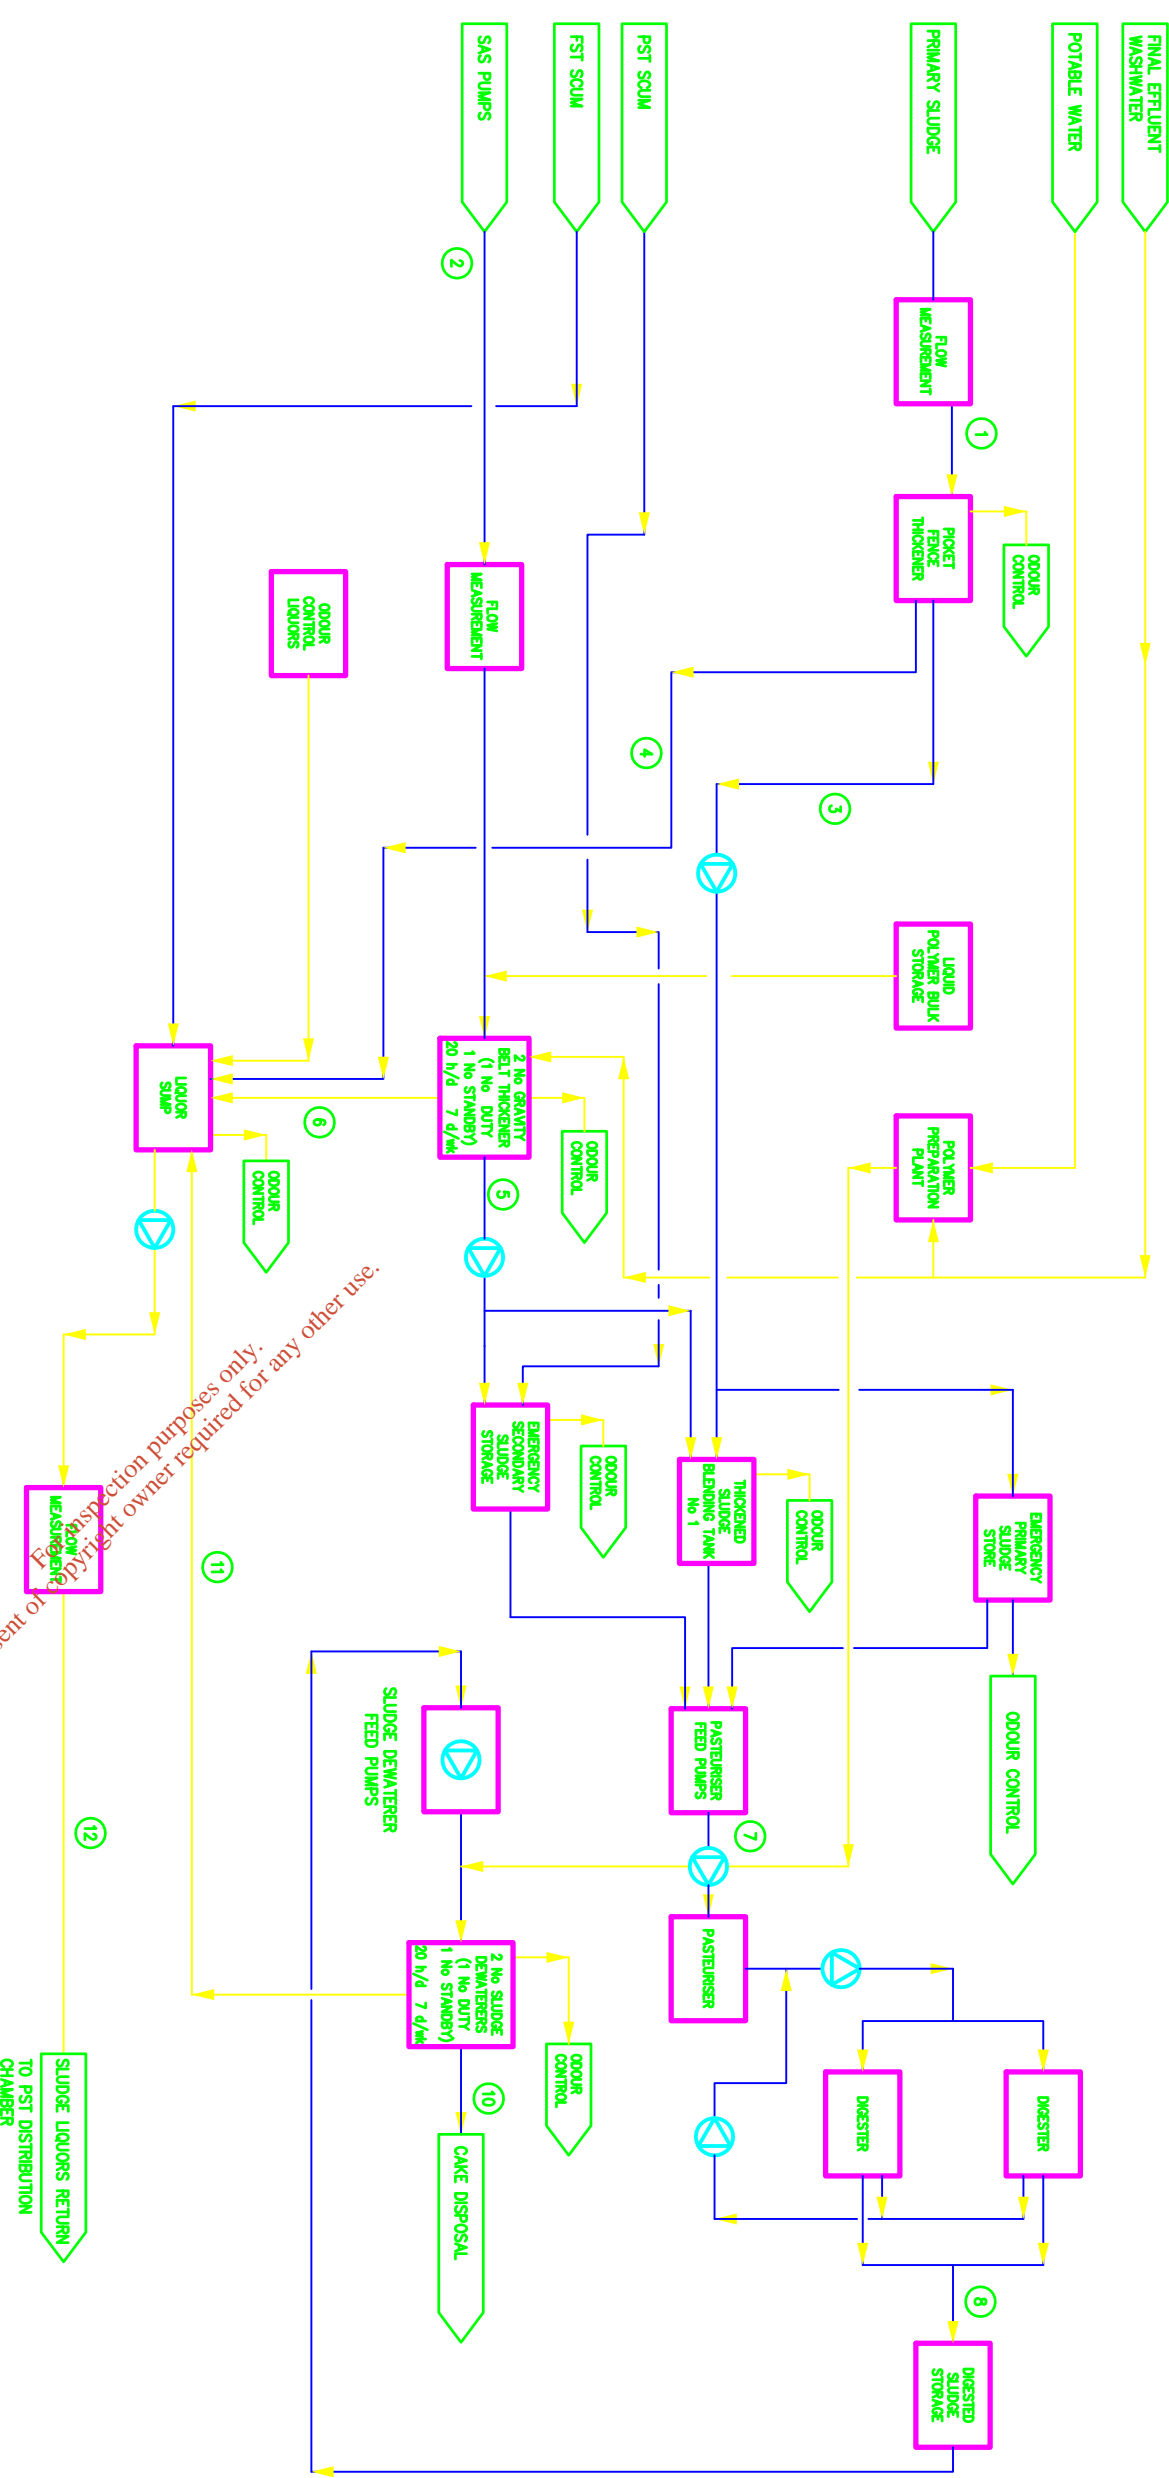 FINAL EFFLUENT
WASHWATER
POTABLE WATER
PRIMARY SLUDGE
PST SCUM
FST SCUM
SAS PUMPS
2
FLOW
MEASUREMENT
1
PICKET
FENCE
THICKENER
ODOUR
CONTROL
FLOW
MEASUREMENT
ODOUR
CONTROL
LIQUORS
4
3
LIQUID
POLYMER BULK
STORAGE
POLYMER
PREPARATION
PLANT
2 No GRAVITY
BELT THICKENER
(1 No DUTY
1 No STANDBY)
20 h/d 7 d/wk
ODOUR
CONTROL
5
6
LIQUOR
SUMP
ODOUR
CONTROL
EMERGENCY
SECONDARY
SLUDGE
STORAGE
ODOUR
CONTROL
THICKENED
SLUDGE
BLENDING TANK
No 1
ODOUR
CONTROL
EMERGENCY
PRIMARY
SLUDGE
STORE
ODOUR CONTROL
FLOW
MEASUREMENT
11
12
SLUDGE DEWATERER
FEED PUMPS
PASTEURISER
FEED PUMPS
7
PASTEURISER
2 No SLUDGE
DEWATERERS
(1 No DUTY
1 No STANDBY)
20 h/d 7 d/wk
ODOUR
CONTROL
10
CAKE DISPOSAL
DIGESTER
DIGESTER
8
DIGESTED
SLUDGE
STORAGE
SLUDGE LIQUORS RETURN
TO PST DISTRIBUTION
CHAMBER
For inspection purposes only.
of copyright owner required for any other use.